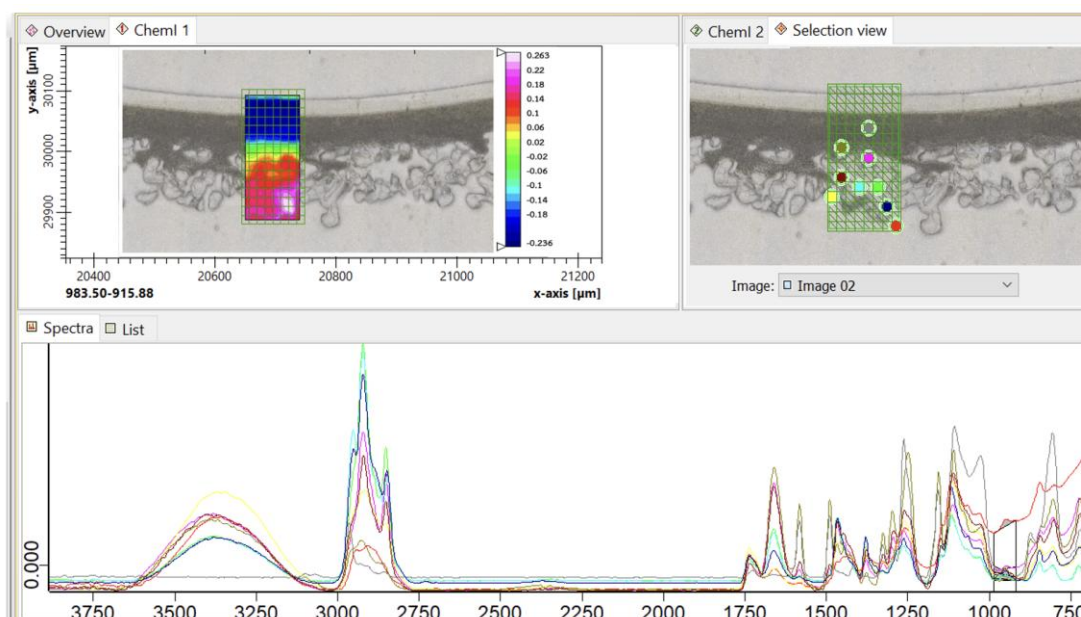 Overview ChemI 1
y-axis [µm]
30100
30000
29900
0.263
0.22
0.18
0.14
0.1
0.06
0.02
-0.02
-0.06
-0.1
-0.14
-0.18
-0.236
20400 20600 20800 21000 21200
983.50-915.88 x-axis [µm]
ChemI 2 Selection view
Image: Image 02
Spectra List
0.000
3750 3500 3250 3000 2750 2500 2250 2000 1750 1500 1250 1000 750